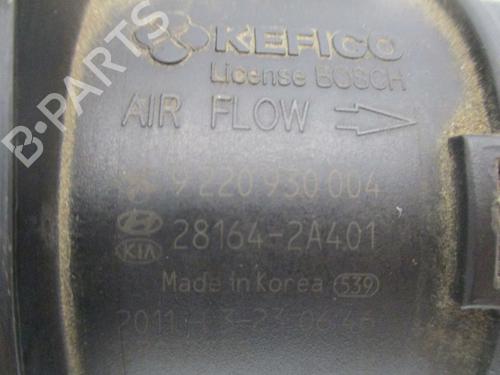 B-PARTS
KEFICO
License BOSCH
AIR FLOW
9 220 930 004
28164-2A401
KIA
Made in Korea 539